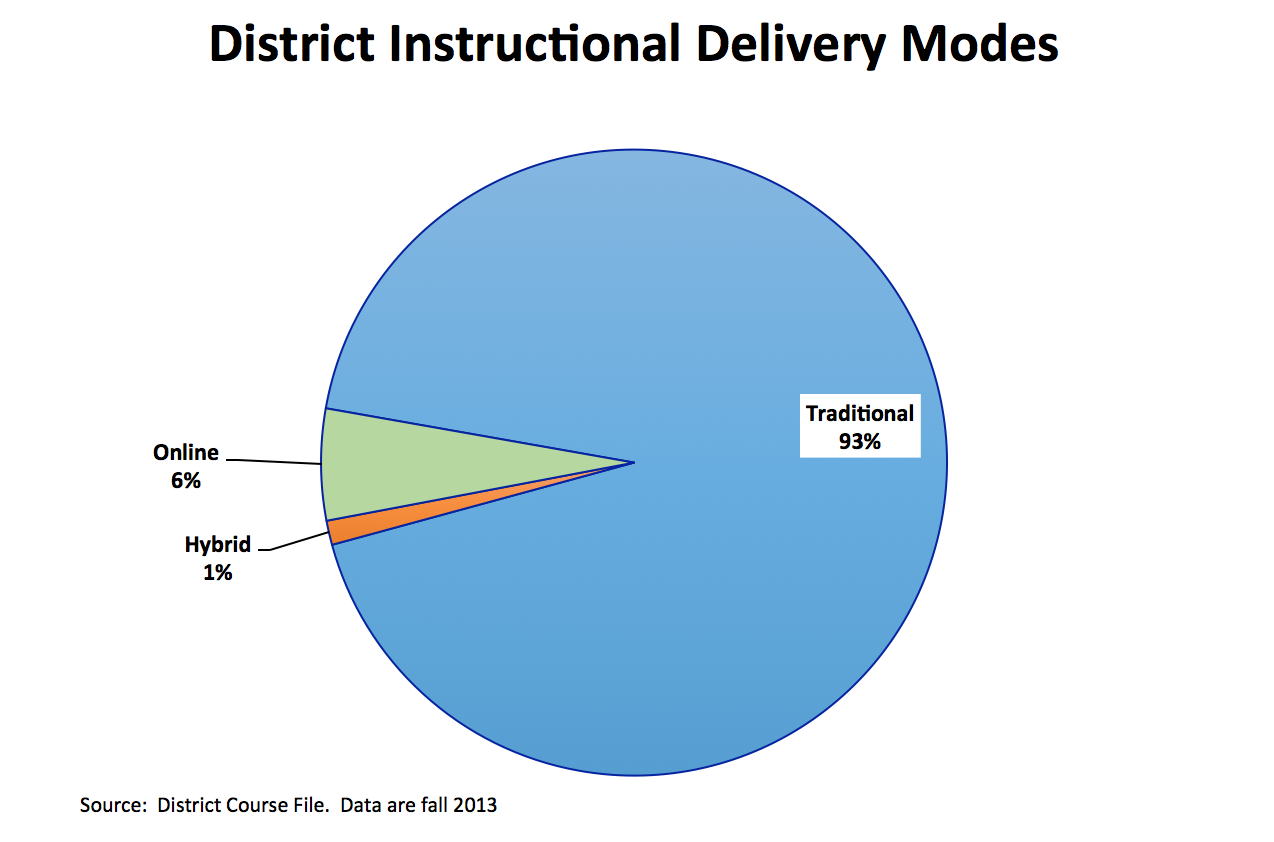 District Instructional Delivery Modes
Traditional
93%
Online
6%
Hybrid
1%
Source:  District Course File.  Data are fall 2013